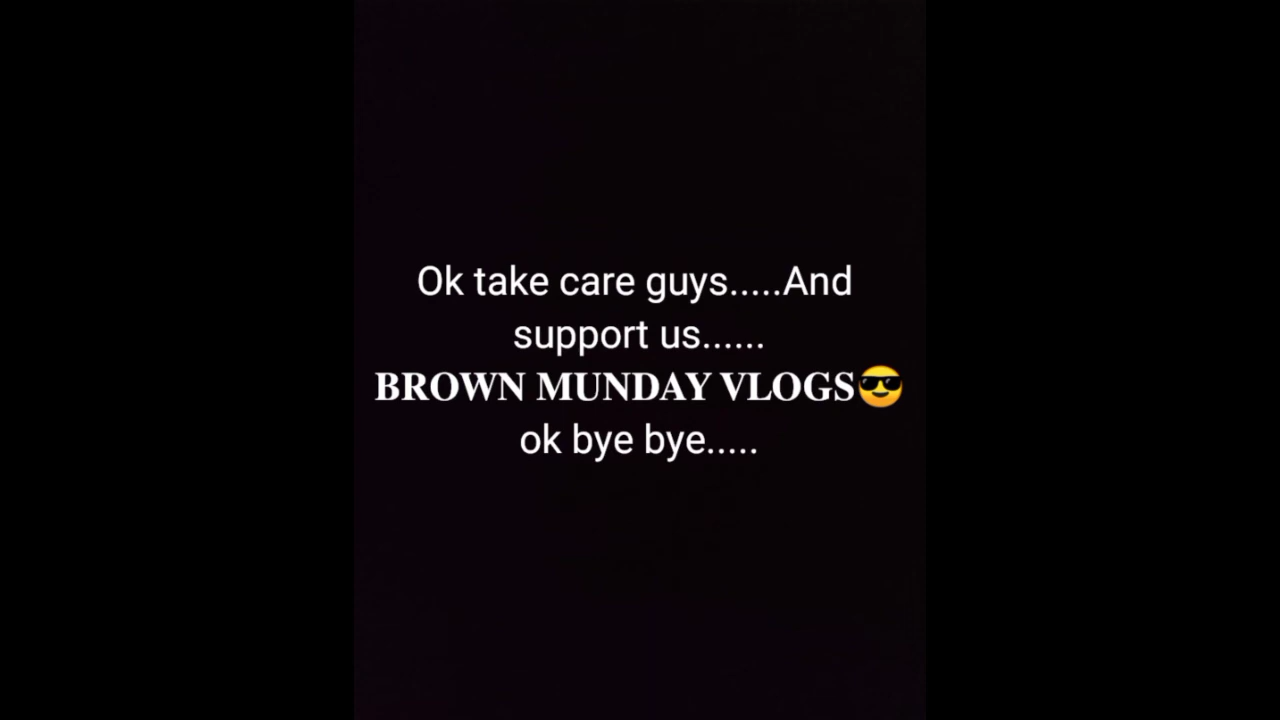 Ok take care guys.....And
support us......
BROWN MUNDAY VLOGS😎
ok bye bye.....